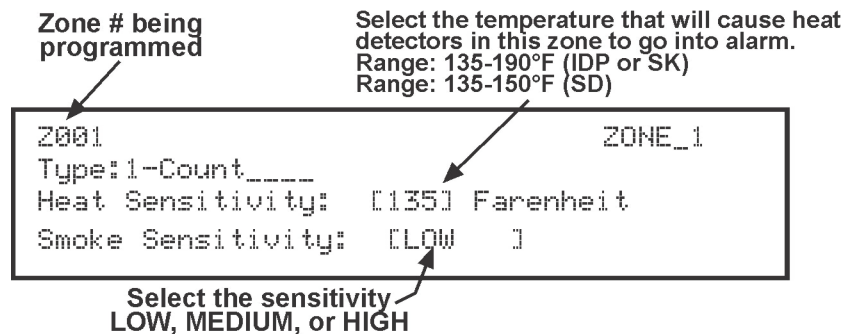 Zone # being
programmed
Select the temperature that will cause heat
detectors in this zone to go into alarm.
Range: 135-190°F (IDP or SK)
Range: 135-150°F (SD)
Z001 ZONE_1
Type:1-Count____
Heat Sensitivity: [135] Farenheit
Smoke Sensitivity: [LOW ]
Select the sensitivity
LOW, MEDIUM, or HIGH